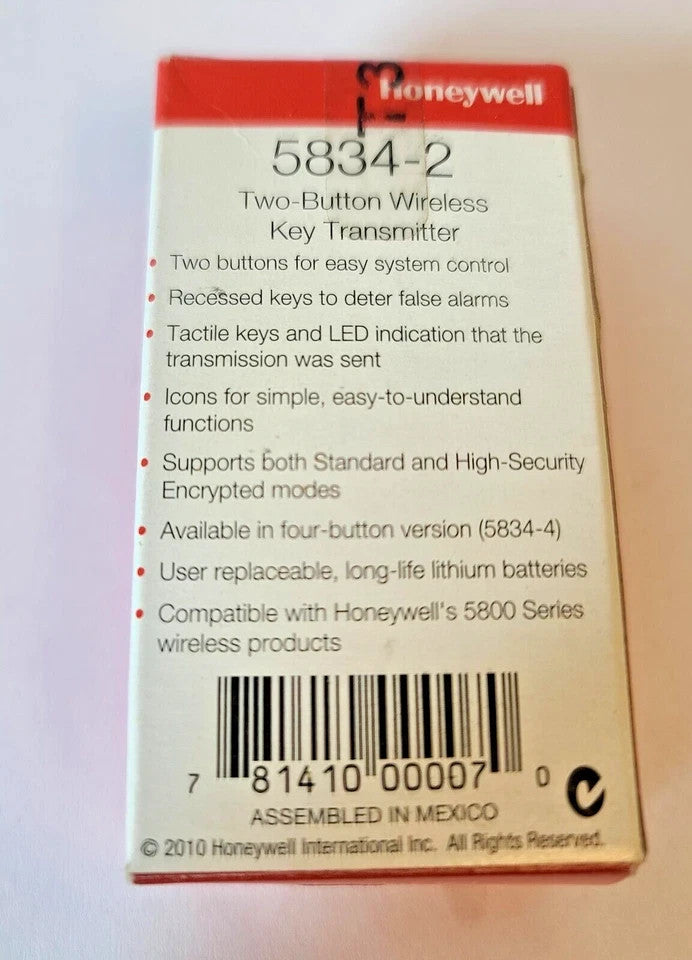 Honeywell
5834-2
Two-Button Wireless
Key Transmitter
• Two buttons for easy system control
• Recessed keys to deter false alarms
• Tactile keys and LED indication that the
transmission was sent
• Icons for simple, easy-to-understand
functions
• Supports both Standard and High-Security
Encrypted modes
• Available in four-button version (5834-4)
• User replaceable, long-life lithium batteries
• Compatible with Honeywell's 5800 Series
wireless products
7 81410 00007 0
ASSEMBLED IN MEXICO
© 2010 Honeywell International Inc. All Rights Reserved.